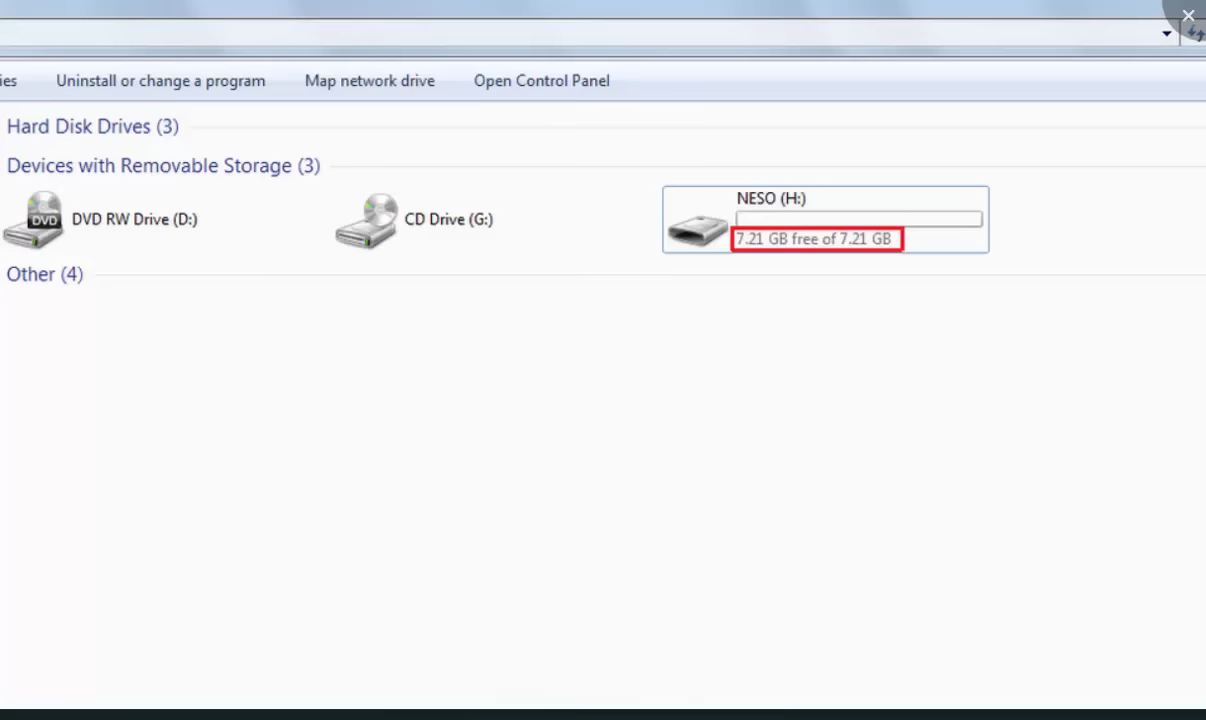 ies Uninstall or change a program Map network drive Open Control Panel
Hard Disk Drives (3)
Devices with Removable Storage (3)
DVD
DVD RW Drive (D:)
CD Drive (G:)
NESO (H:)
7.21 GB free of 7.21 GB
Other (4)